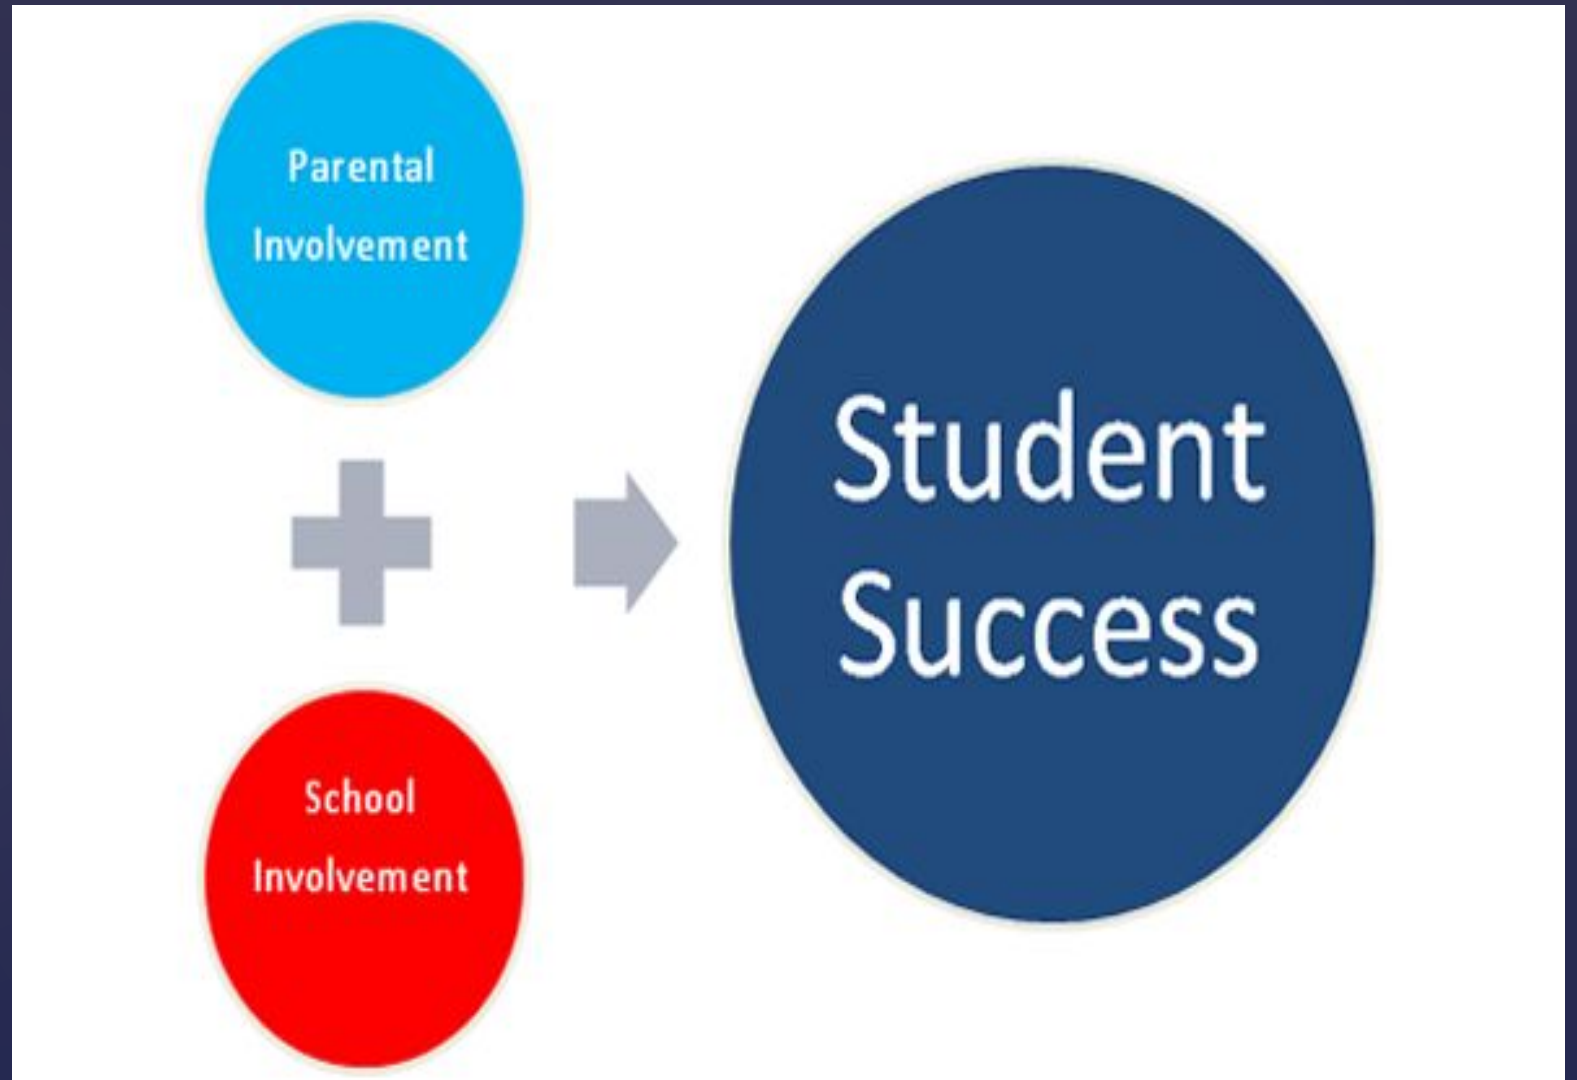 Parental
Involvement
School
Involvement
Student
Success